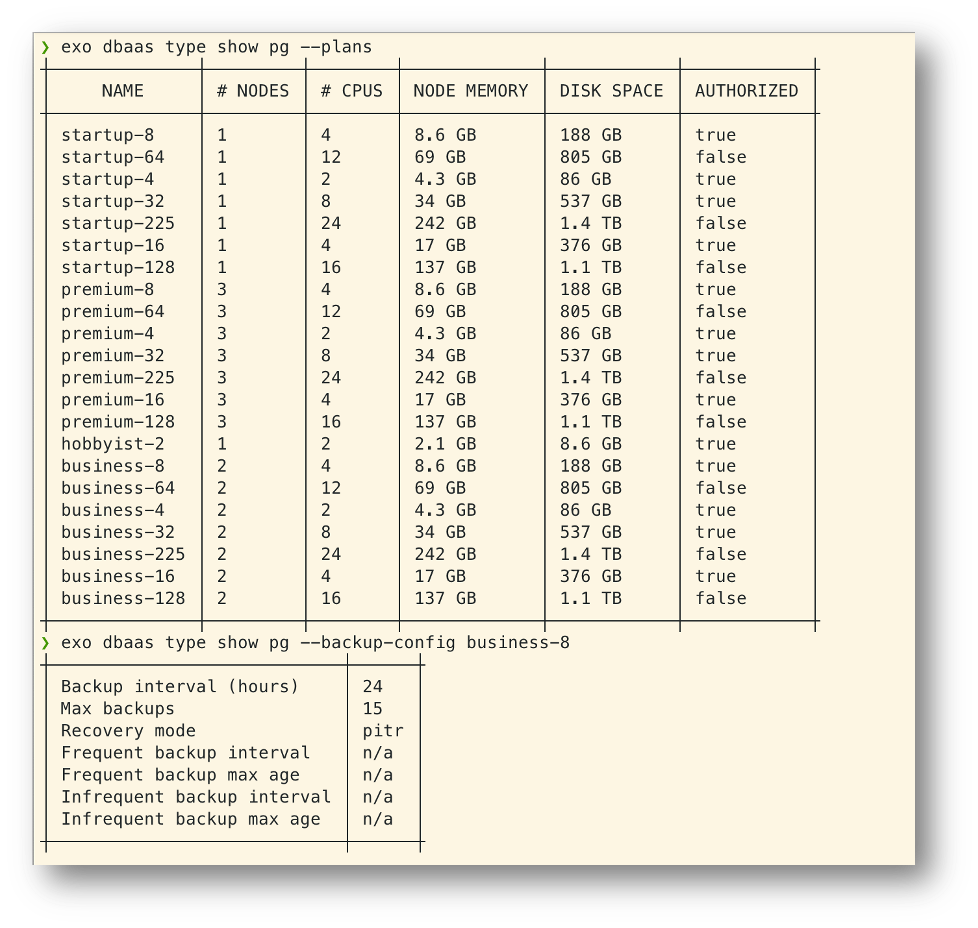 ❯ exo dbaas type show pg --plans
NAME # NODES # CPUS NODE MEMORY DISK SPACE AUTHORIZED
startup-8 1 4 8.6 GB 188 GB true
startup-64 1 12 69 GB 805 GB false
startup-4 1 2 4.3 GB 86 GB true
startup-32 1 8 34 GB 537 GB true
startup-225 1 24 242 GB 1.4 TB false
startup-16 1 4 17 GB 376 GB true
startup-128 1 16 137 GB 1.1 TB false
premium-8 3 4 8.6 GB 188 GB true
premium-64 3 12 69 GB 805 GB false
premium-4 3 2 4.3 GB 86 GB true
premium-32 3 8 34 GB 537 GB true
premium-225 3 24 242 GB 1.4 TB false
premium-16 3 4 17 GB 376 GB true
premium-128 3 16 137 GB 1.1 TB false
hobbyist-2 1 2 2.1 GB 8.6 GB true
business-8 2 4 8.6 GB 188 GB true
business-64 2 12 69 GB 805 GB false
business-4 2 2 4.3 GB 86 GB true
business-32 2 8 34 GB 537 GB true
business-225 2 24 242 GB 1.4 TB false
business-16 2 4 17 GB 376 GB true
business-128 2 16 137 GB 1.1 TB false
❯ exo dbaas type show pg --backup-config business-8
Backup interval (hours) 24
Max backups 15
Recovery mode pitr
Frequent backup interval n/a
Frequent backup max age n/a
Infrequent backup interval n/a
Infrequent backup max age n/a